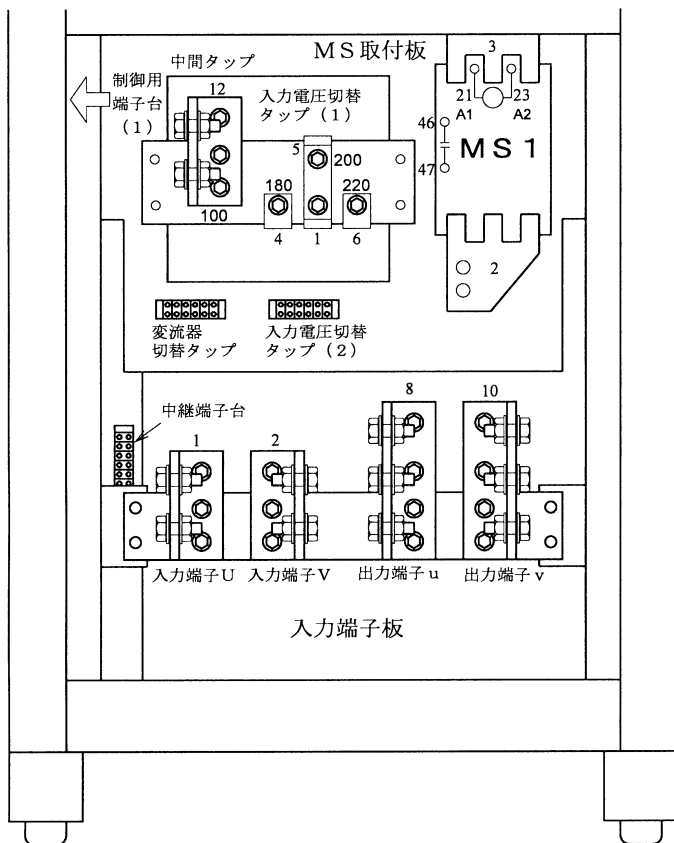 MS取付板
3
中間タップ
制御用
端子台
(1)
12
入力電圧切替
タップ(1)
21
23
A1
A2
46
5
200
MS1
47
180
220
100
4
1
6
2
変流器
切替タップ
入力電圧切替
タップ(2)
8
10
中継端子台
1
2
入力端子U
入力端子V
出力端子u
出力端子v
入力端子板